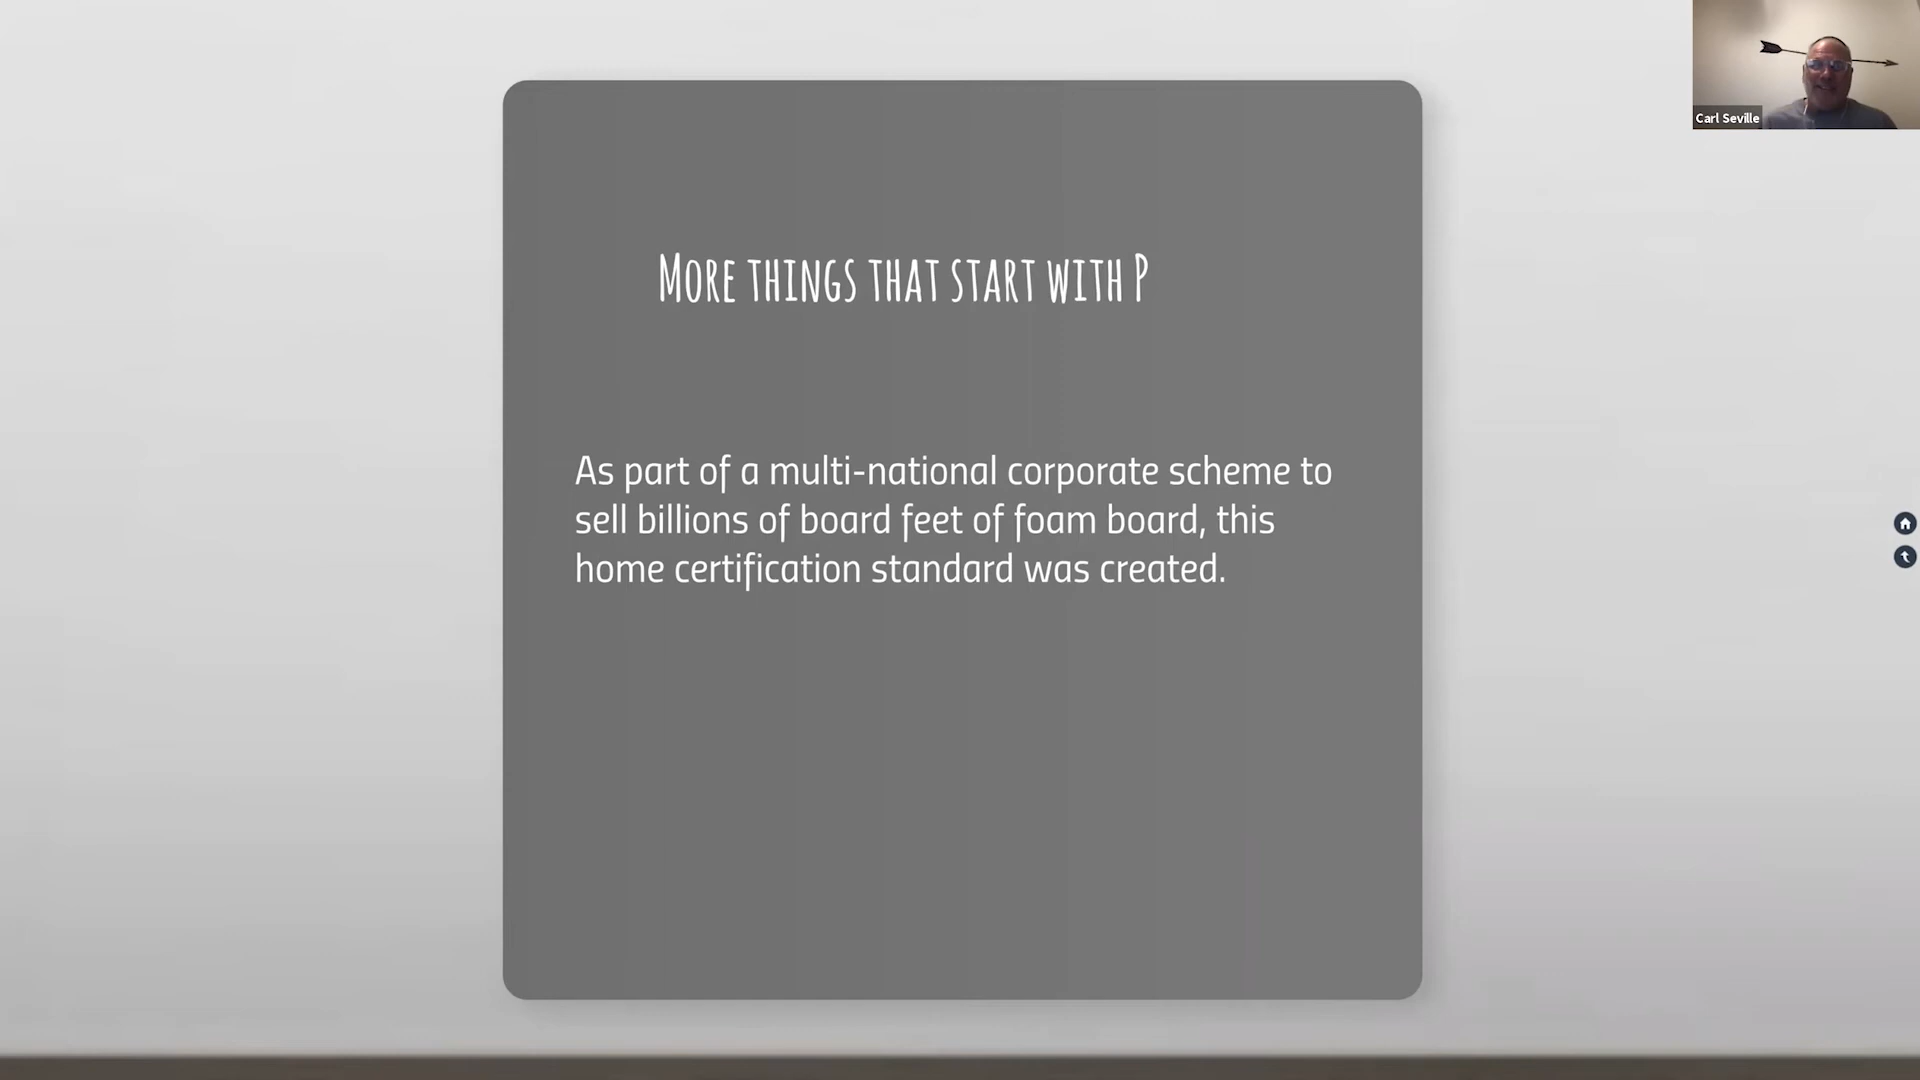 Carl Seville
More things that start with P
As part of a multi-national corporate scheme to
sell billions of board feet of foam board, this
home certification standard was created.